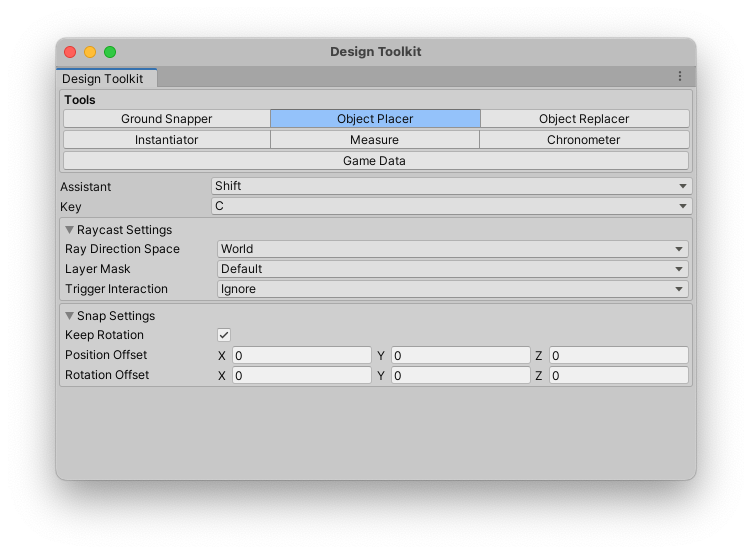 Design Toolkit
Design Toolkit
Tools
Ground Snapper Object Placer Object Replacer
Instantiator Measure Chronometer
Game Data
Assistant Shift
Key C
Raycast Settings
Ray Direction Space World
Layer Mask Default
Trigger Interaction Ignore
Snap Settings
Keep Rotation
Position Offset X 0 Y 0 Z 0
Rotation Offset X 0 Y 0 Z 0